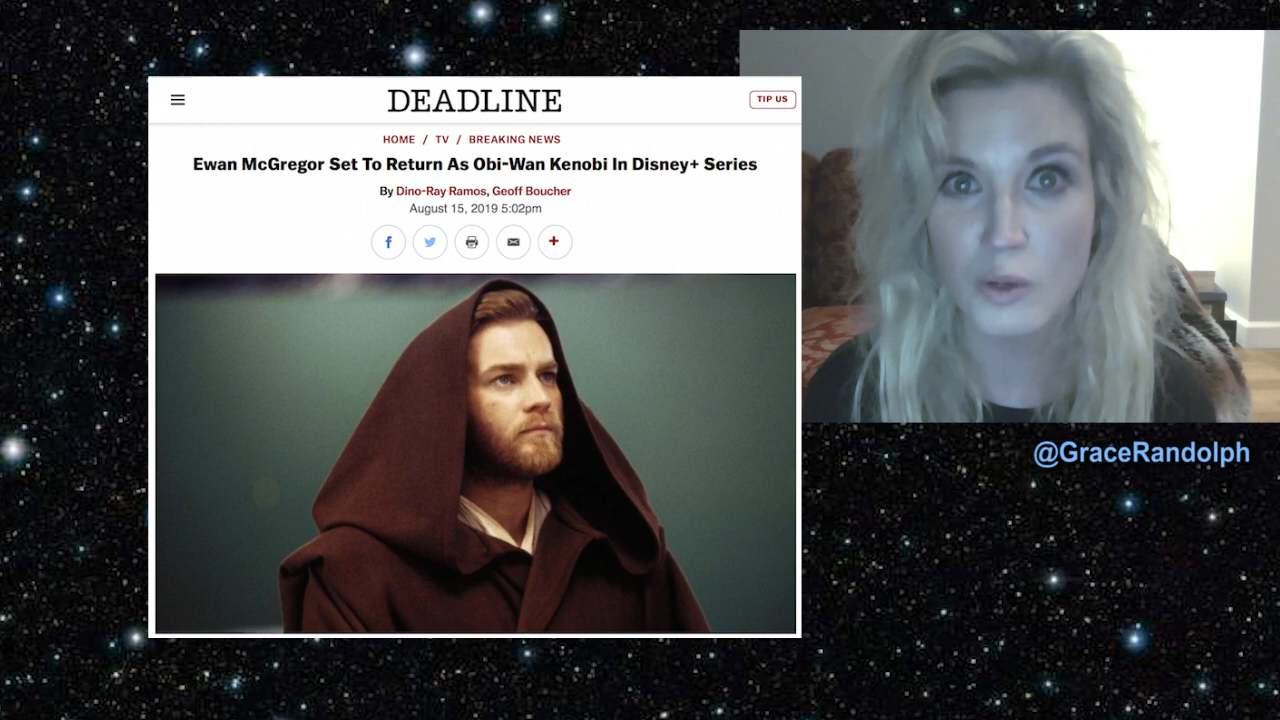 DEADLINE
TIP US
HOME / TV / BREAKING NEWS
Ewan McGregor Set To Return As Obi-Wan Kenobi In Disney+ Series
By Dino-Ray Ramos, Geoff Boucher
August 15, 2019 5:02pm
@GraceRandolph